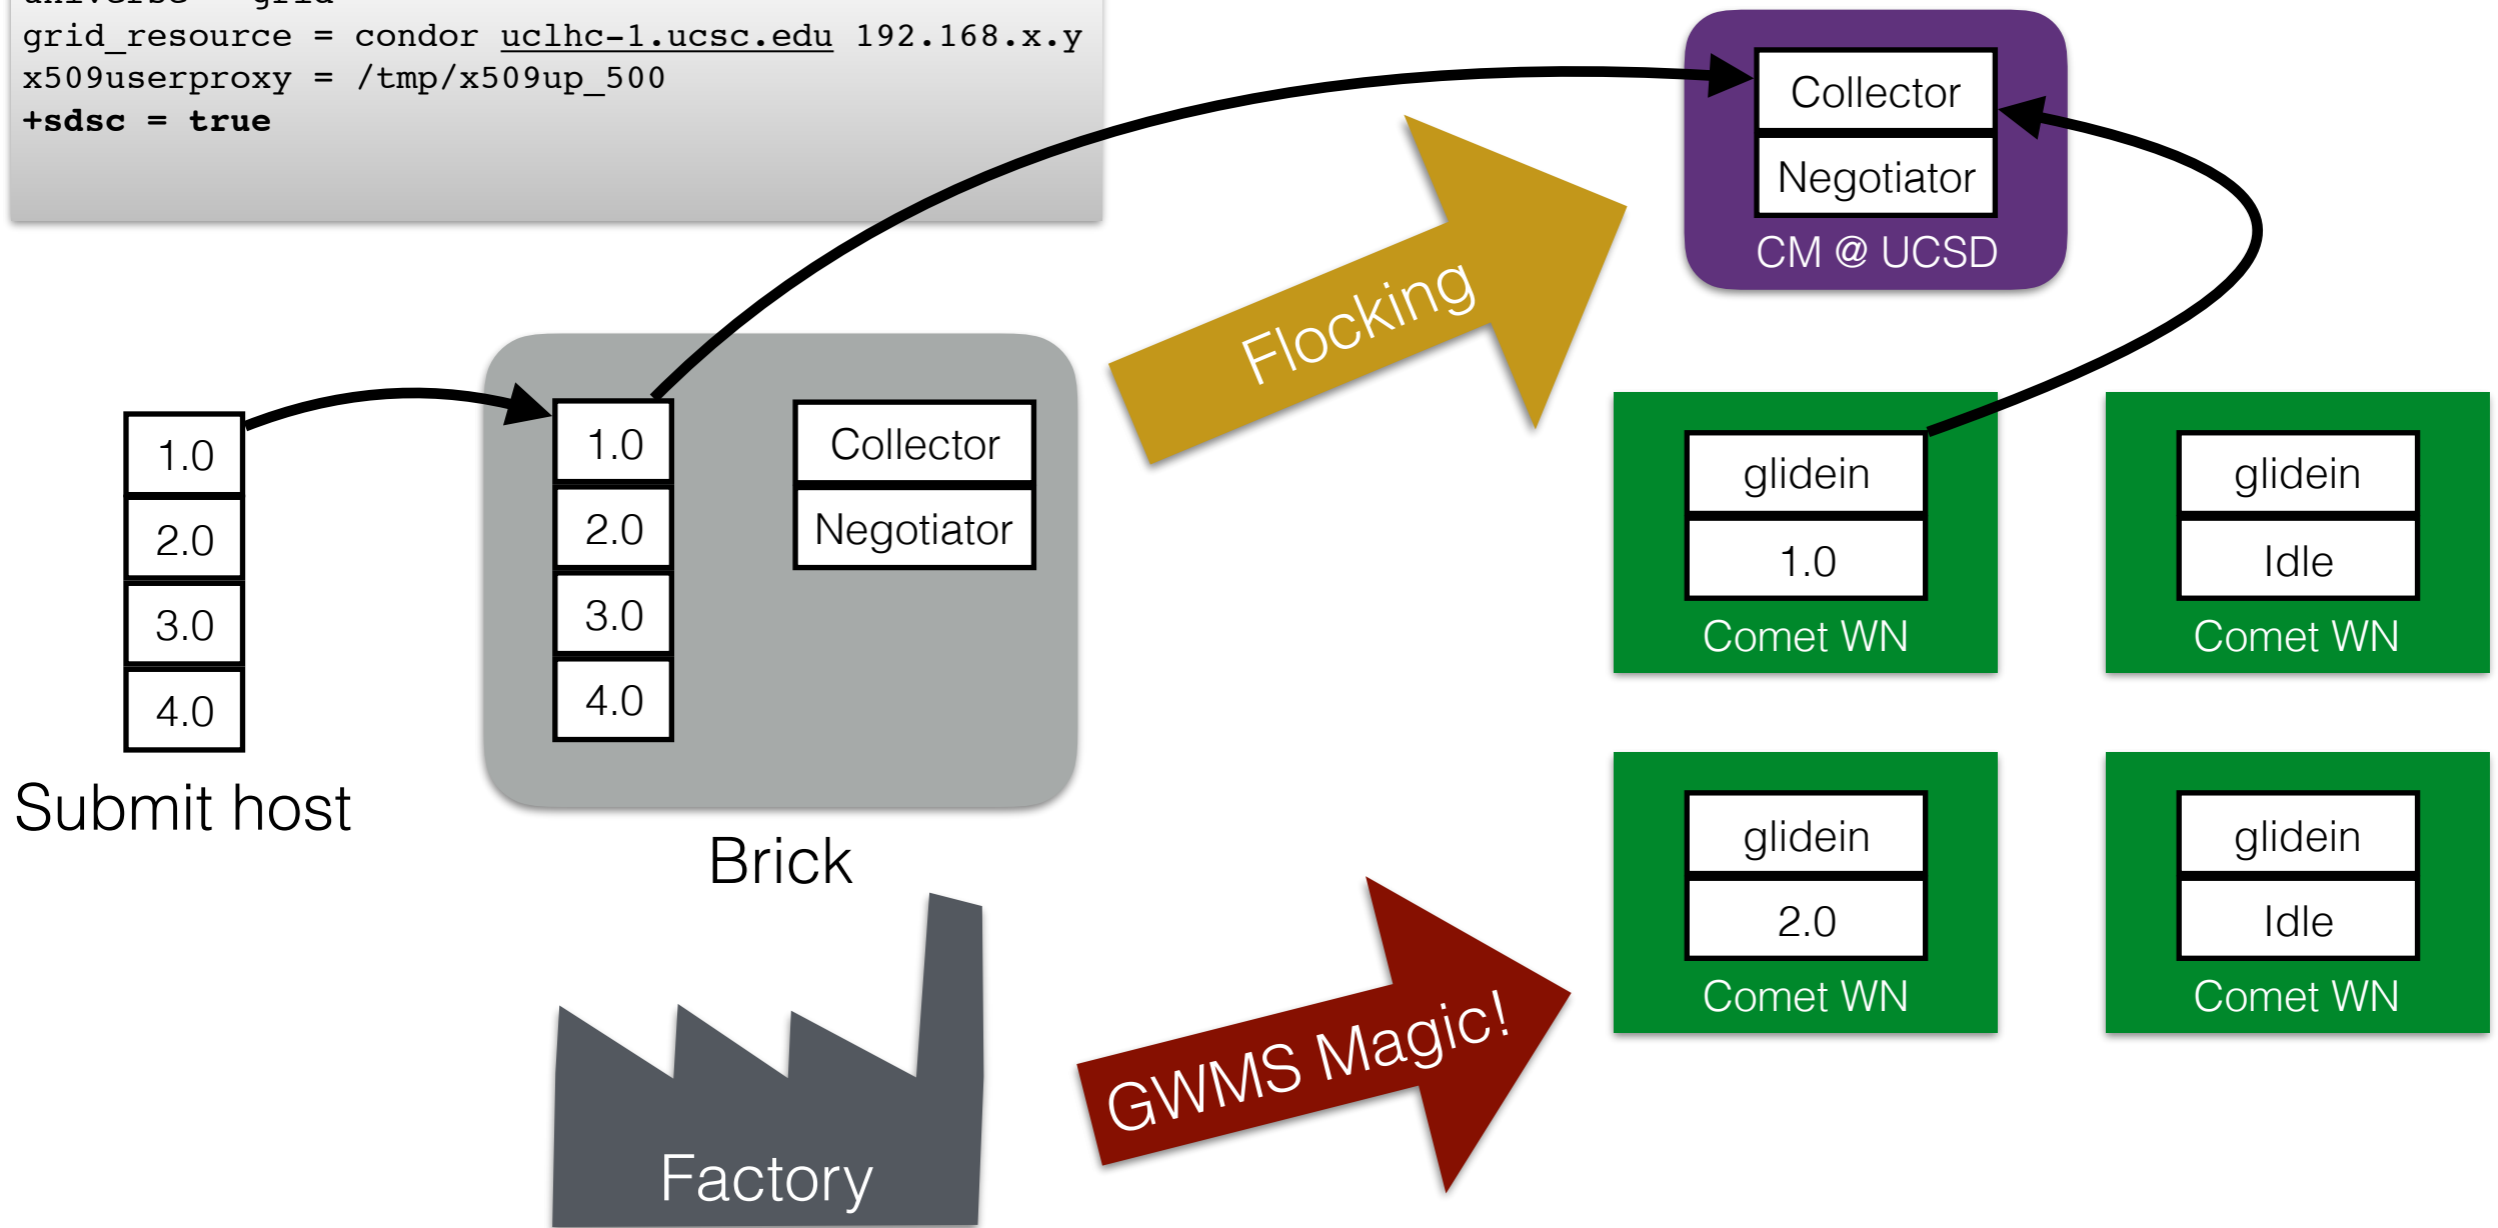 grid_resource = condor uclhc-1.ucsc.edu 192.168.x.y
x509userproxy = /tmp/x509up_500
+sdsc = true
Collector
Negotiator
CM @ UCSD
Flocking
1.0
2.0
3.0
4.0
Submit host
1.0
2.0
3.0
4.0
Collector
Negotiator
Brick
glidein
1.0
Comet WN
glidein
Idle
Comet WN
glidein
2.0
Comet WN
glidein
Idle
Comet WN
GWMS Magic!
Factory